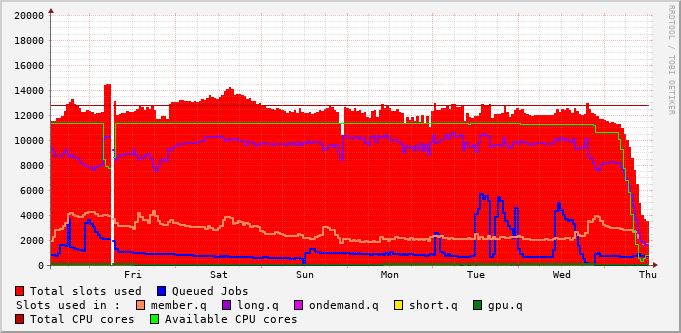 20000
18000
16000
14000
12000
10000
8000
6000
4000
2000
0
Fri Sat Sun Mon Tue Wed Thu
Total slots used Queued Jobs
Slots used in : member.q long.q ondemand.q short.q gpu.q
Total CPU cores Available CPU cores
RRDTOOL / TOBI OETIKER